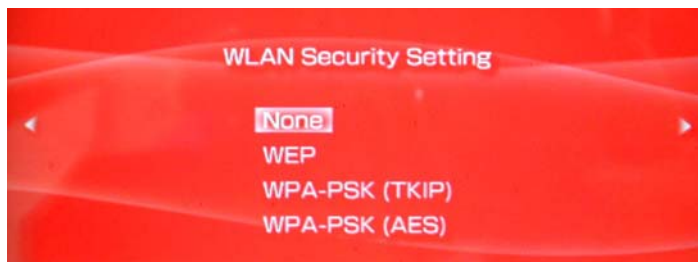 WLAN Security Setting
None
WEP
WPA-PSK (TKIP)
WPA-PSK (AES)